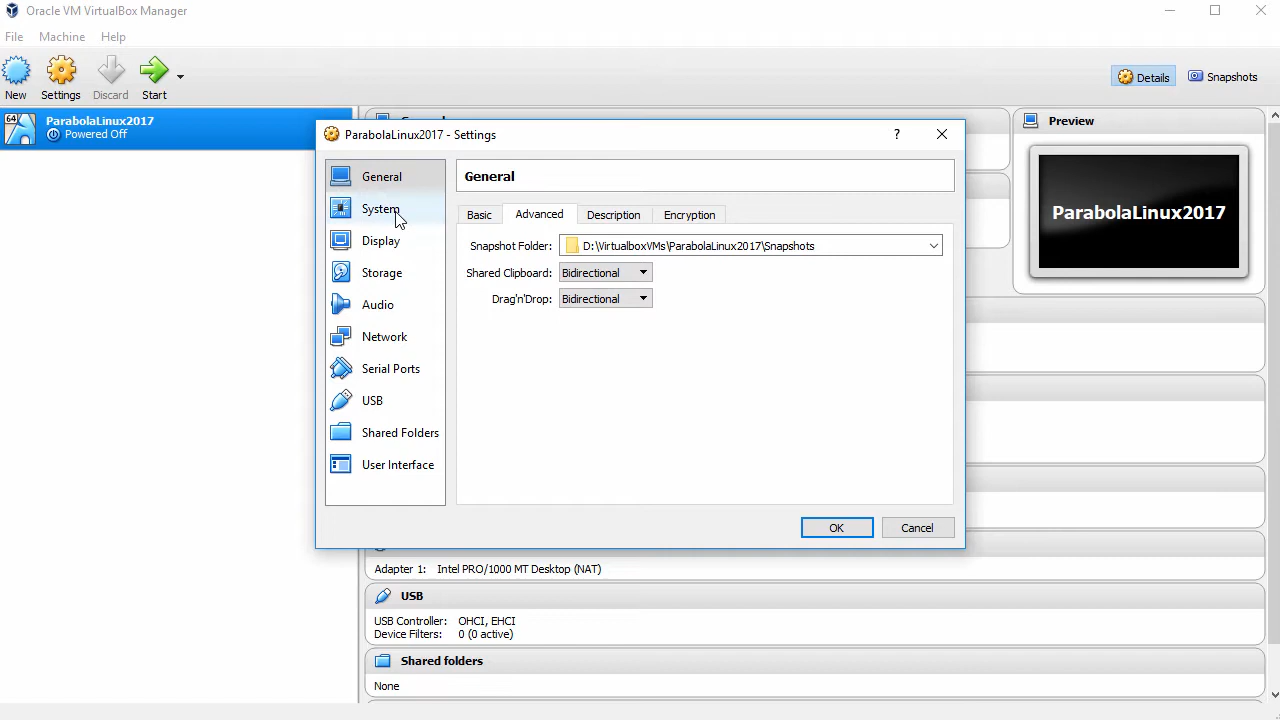 Oracle VM VirtualBox Manager
File Machine Help
New Settings Discard Start
Details Snapshots
64 ParabolaLinux2017
Powered Off
Preview
ParabolaLinux2017
ParabolaLinux2017 - Settings ?
General
System
Display
Storage
Audio
Network
Serial Ports
USB
Shared Folders
User Interface
General
Basic Advanced Description Encryption
Snapshot Folder: D:\VirtualboxVMs\ParabolaLinux2017\Snapshots
Shared Clipboard: Bidirectional
Drag'n'Drop: Bidirectional
OK Cancel
Adapter 1: Intel PRO/1000 MT Desktop (NAT)
USB
USB Controller: OHCI, EHCI
Device Filters: 0 (0 active)
Shared folders
None